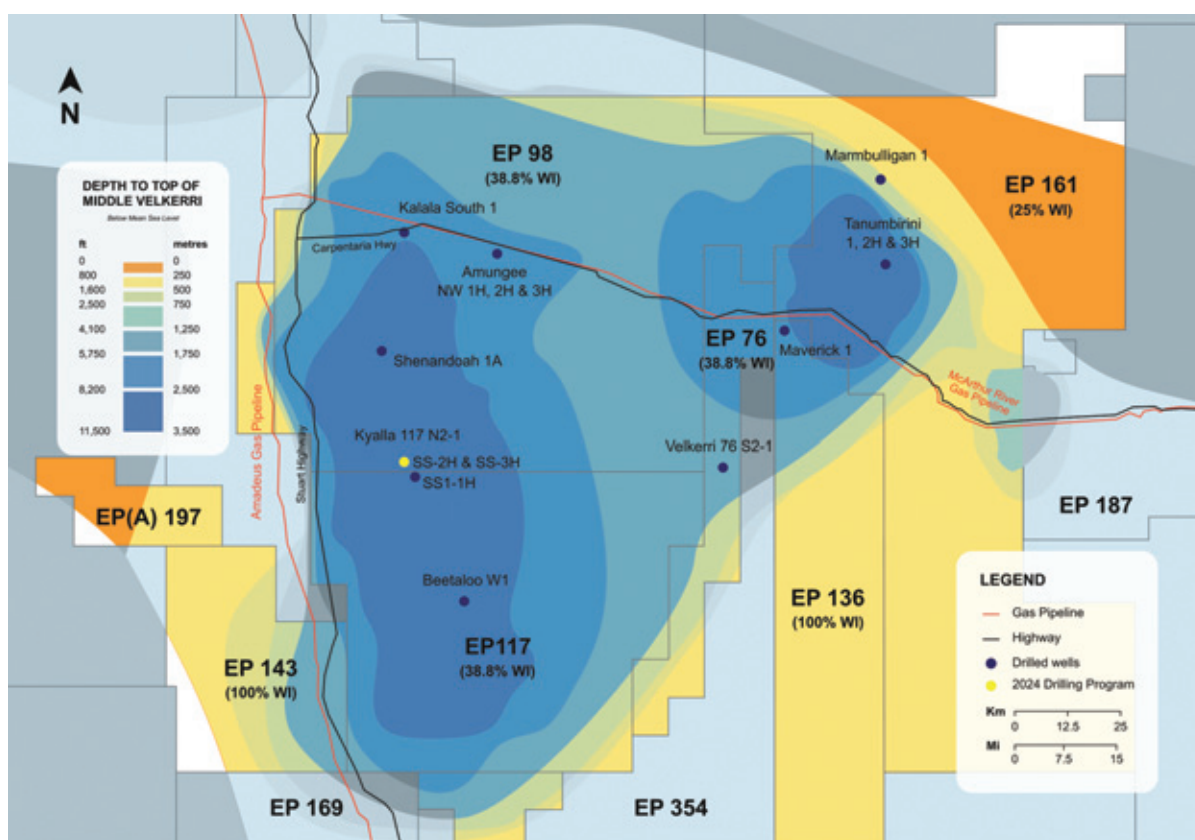 N
DEPTH TO TOP OF
MIDDLE VELKERRI
Below Mean Sea Level
ft metres
0 0
800 250
1,600 500
2,500 750
4,100 1,250
5,750 1,750
8,200 2,500
11,500 3,500
EP 98
(38.8% WI)
Marmbulligan 1
EP 161
(25% WI)
Kalala South 1
Tanumbirini
1, 2H & 3H
Carpentaria Hwy
Amungee
NW 1H, 2H & 3H
EP 76
(38.8% WI)
Maverick 1
Shenandoah 1A
McArthur River
Gas Pipeline
Amadeus Gas Pipeline
Stuart Highway
Kyalla 117 N2-1
SS-2H & SS-3H
SS1-1H
Velkerri 76 S2-1
EP(A) 197
EP 187
Beetaloo W1
EP117
(38.8% WI)
EP 136
(100% WI)
EP 143
(100% WI)
EP 169
EP 354
LEGEND
Gas Pipeline
Highway
Drilled wells
2024 Drilling Program
Km
0 12.5 25
Mi
0 7.5 15